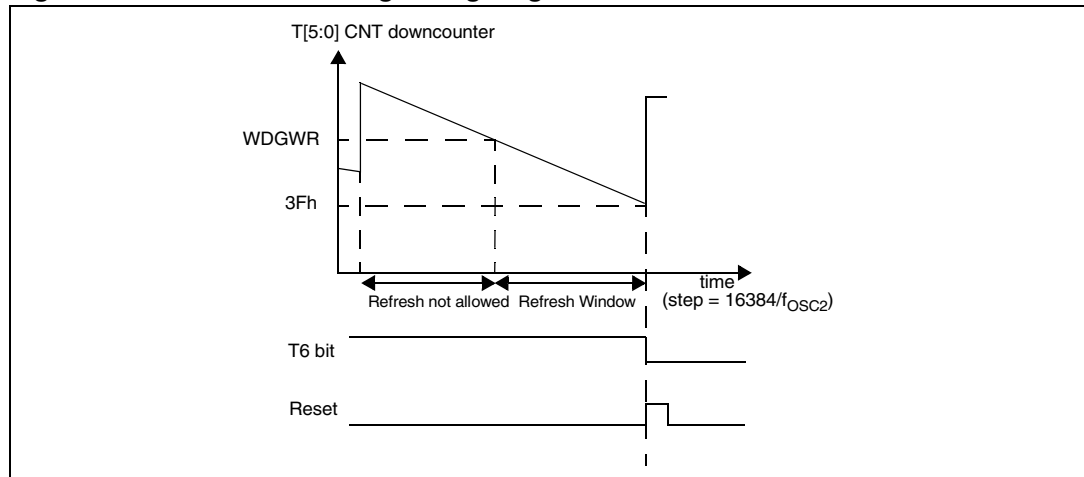 T[5:0] CNT downcounter
WDGWR
3Fh
time
Refresh not allowed Refresh Window (step = 16384/fOSC2)
T6 bit
Reset